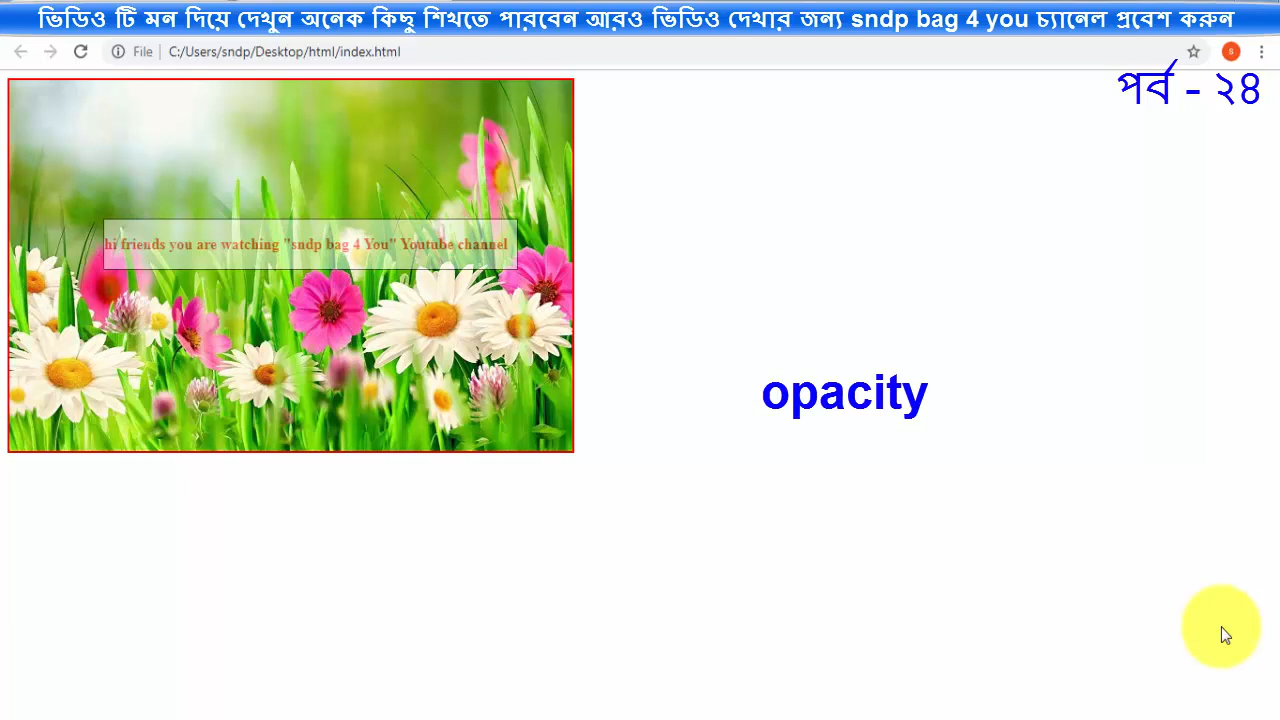 ভিডিও টি মন দিয়ে দেখুন অনেক কিছু শিখতে পারবেন আরও ভিডিও দেখার জন্য sndp bag 4 you চ্যানেল প্রবেশ করুন
File | C:/Users/sndp/Desktop/html/index.html
S
পর্ব - ২৪
hi friends you are watching "sndp bag 4 You" Youtube channel
opacity